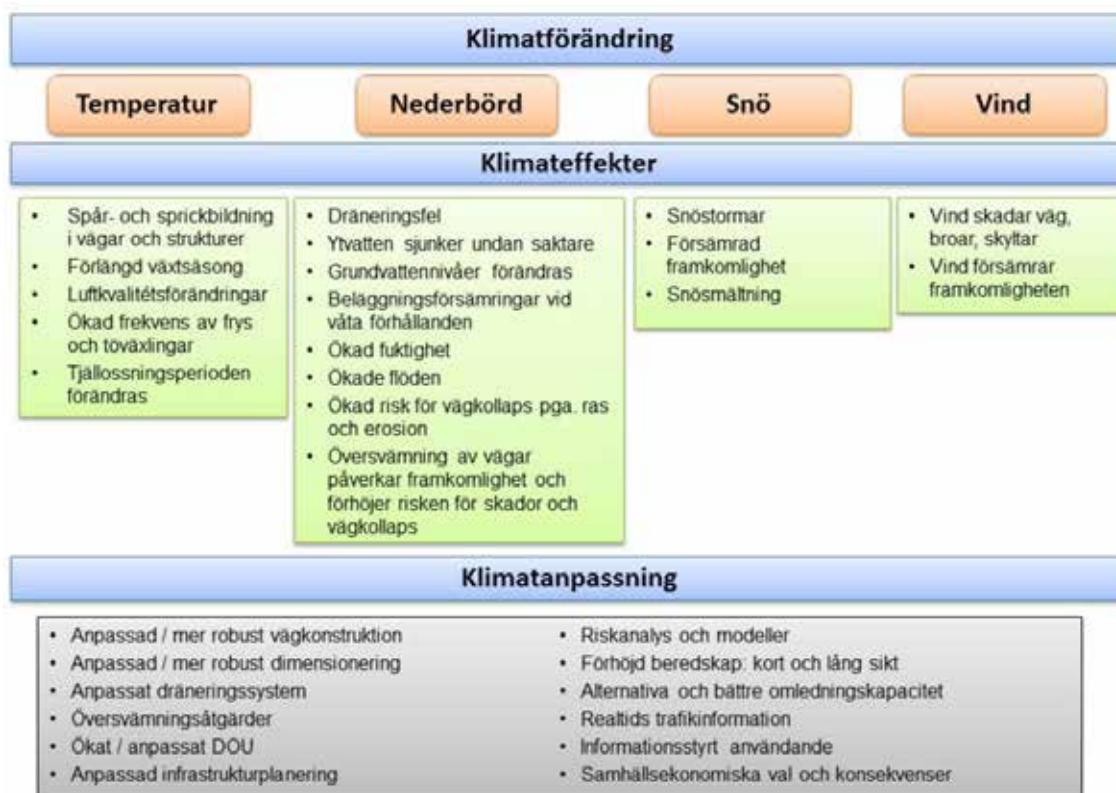 Klimatförändring
Temperatur
Nederbörd
Snö
Vind
Klimateffekter
• Spår- och sprickbildning
i vägar och strukturer
• Förlängd växtsäsong
• Luftkvalitétsförändringar
• Ökad frekvens av frys
och töväxlingar
• Tjällossningsperioden
förändras
• Dräneringsfel
• Ytvatten sjunker undan saktare
• Grundvattennivåer förändras
• Beläggningsförsämringar vid
våta förhållanden
• Ökad fuktighet
• Ökade flöden
• Ökad risk för vägkollaps pga. ras
och erosion
• Översvämning av vägar
påverkar framkomlighet och
förhöjer risken för skador och
vägkollaps
• Snöstormar
• Försämrad
framkomlighet
• Snösmältning
• Vind skadar väg,
broar, skyltar
• Vind försämrar
framkomligheten
Klimatanpassning
• Anpassad / mer robust vägkonstruktion
• Anpassad / mer robust dimensionering
• Anpassat dräneringssystem
• Översvämningsåtgärder
• Ökat / anpassat DOU
• Anpassad infrastrukturplanering
• Riskanalys och modeller
• Förhöjd beredskap: kort och lång sikt
• Alternativa och bättre omledningskapacitet
• Realtids trafikinformation
• Informationsstyrt användande
• Samhällsekonomiska val och konsekvenser